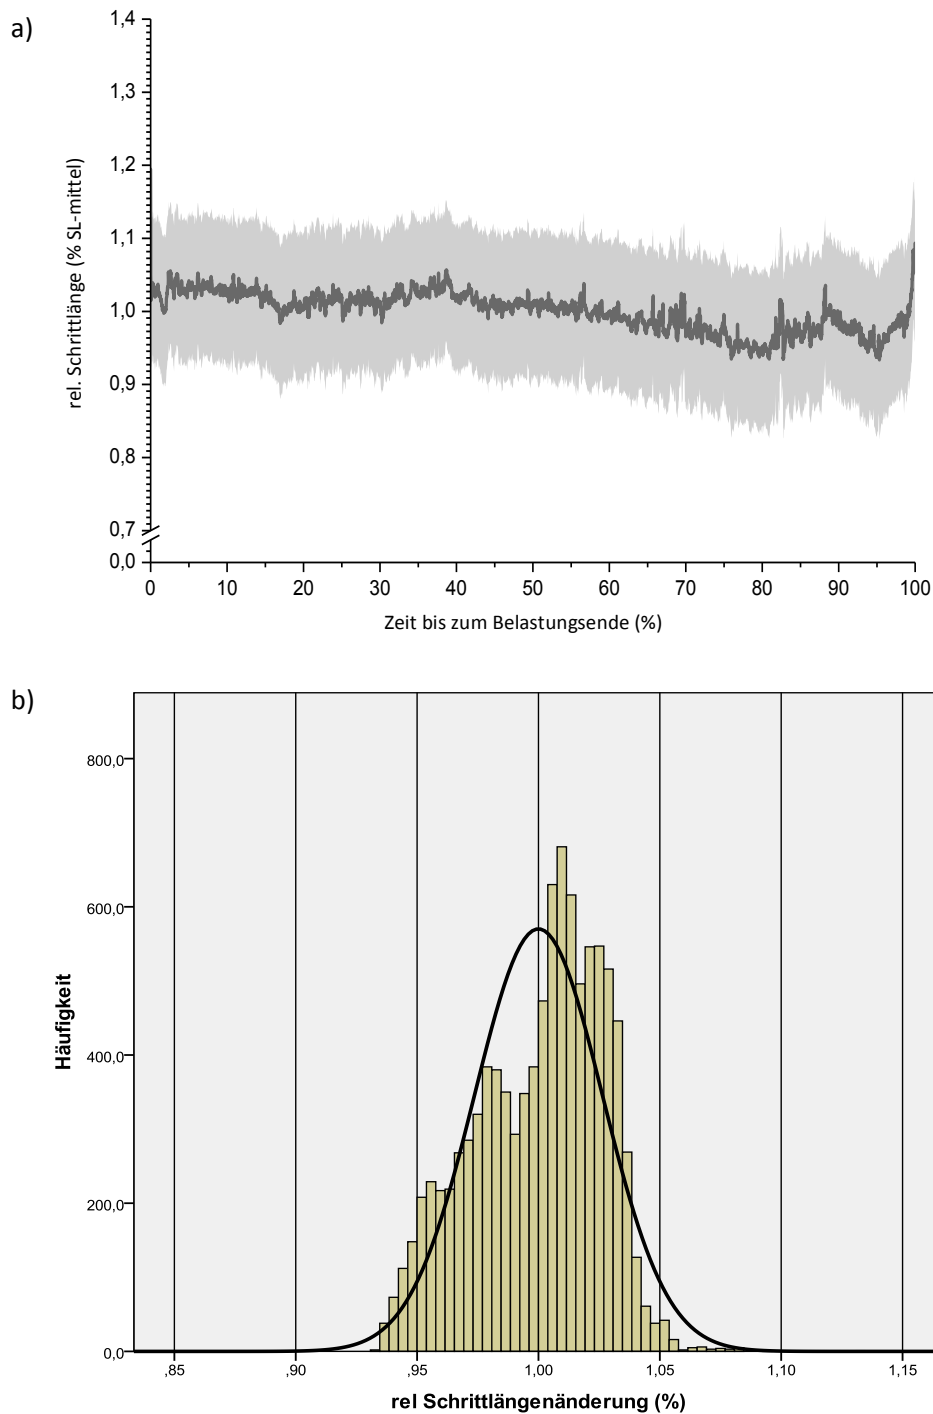 a)
1,4
1,3
1,2
1,1
1,0
0,9
0,8
0,7
0,0
rel. Schrittlänge (% SL-mittel)
0 10 20 30 40 50 60 70 80 90 100
Zeit bis zum Belastungsende (%)
b)
800,0
600,0
400,0
200,0
0,0
Häufigkeit
,85 ,90 ,95 1,00 1,05 1,10 1,15
rel Schrittlängenänderung (%)